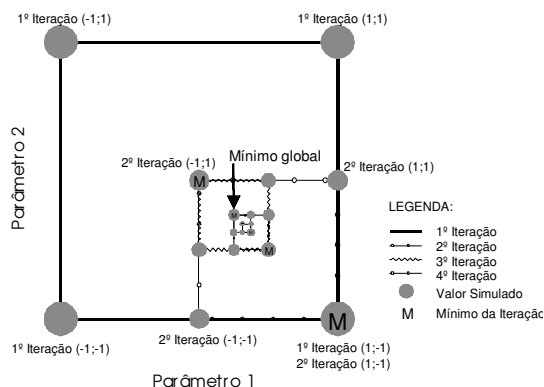 1º Iteração (-1;1)
1º Iteração (1;1)
Parâmetro 2
Mínimo global
2º Iteração (-1;1)
2º Iteração (1;1)
M
M
M
M
M
LEGENDA:
1º Iteração
2º Iteração
3º Iteração
4º Iteração
Valor Simulado
M Mínimo da Iteração
1º Iteração (-1;-1)
2º Iteração (-1;-1)
1º Iteração (1;-1)
2º Iteração (1;-1)
Parâmetro 1